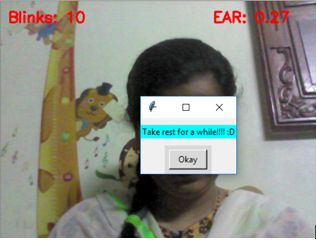 Blinks: 10
EAR: 0.27
Take rest for a while!!!! :D
Okay